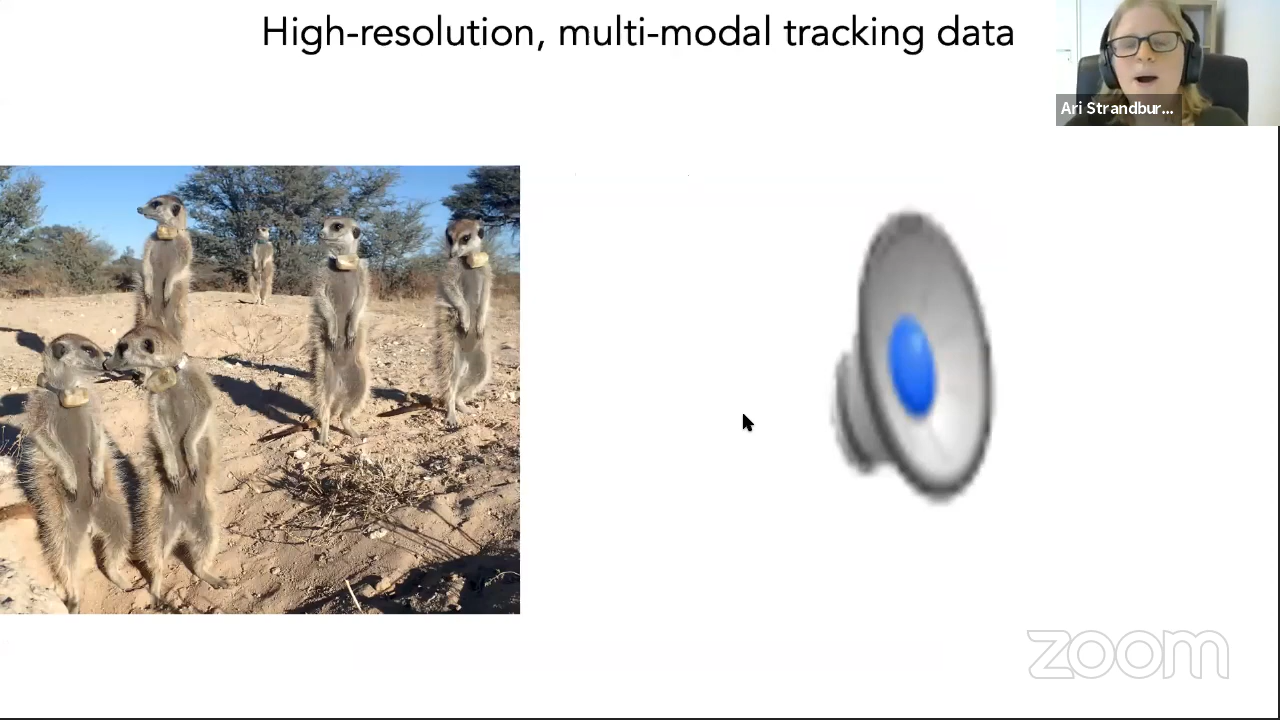 High-resolution, multi-modal tracking data
Ari Strandbur...
zoom